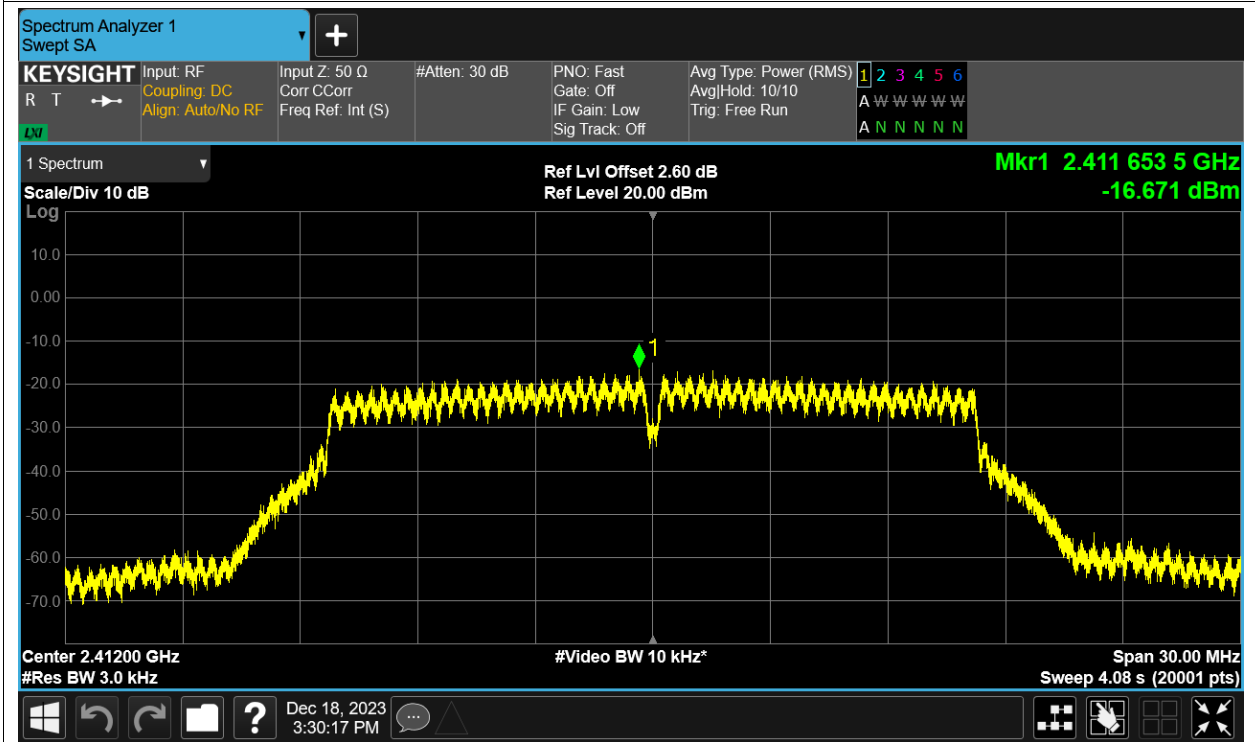 Spectrum Analyzer 1
Swept SA
+
KEYSIGHT
R T
LXI
Input: RF
Coupling: DC
Align: Auto/No RF
Input Z: 50 Ω
Corr CCorr
Freq Ref: Int (S)
#Atten: 30 dB
PNO: Fast
Gate: Off
IF Gain: Low
Sig Track: Off
Avg Type: Power (RMS)
Avg|Hold: 10/10
Trig: Free Run
1 2 3 4 5 6
A W W W W W
A N N N N N
1 Spectrum
Scale/Div 10 dB
Log
Ref Lvl Offset 2.60 dB
Ref Level 20.00 dBm
Mkr1 2.411 653 5 GHz
-16.671 dBm
10.0
0.00
-10.0
-20.0
-30.0
-40.0
-50.0
-60.0
-70.0
1
Center 2.41200 GHz
#Res BW 3.0 kHz
#Video BW 10 kHz*
Span 30.00 MHz
Sweep 4.08 s (20001 pts)
?
Dec 18, 2023
3:30:17 PM